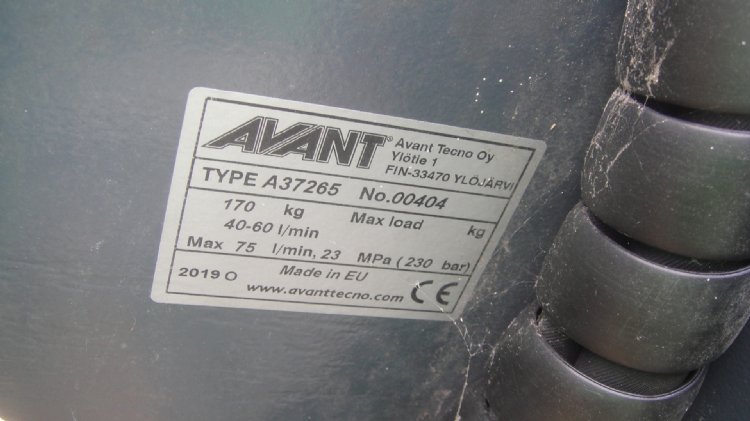 AVANT® Avant Tecno Oy
Ylötie 1
FIN-33470 YLÖJÄRVI
TYPE A37265 No.00404
170 kg Max load kg
40-60 l/min
Max 75 l/min, 23 MPa (230 bar)
2019 O Made in EU
www.avanttecno.com CE